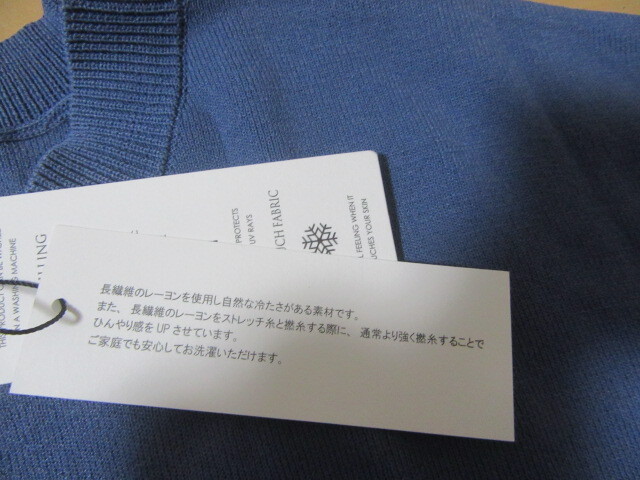 長繊維のレーヨンを使用し自然な冷たさがある素材です。
また、長繊維のレーヨンをストレッチ糸と撚糸する際に、通常より強く撚糸することで
ひんやり感を UP させています。
ご家庭でも安心してお洗濯いただけます。
PROTECTS
UV RAYS
CH FABRIC
FEELING WHEN IT
TOUCHES YOUR SKIN
A WASHING MACHINE